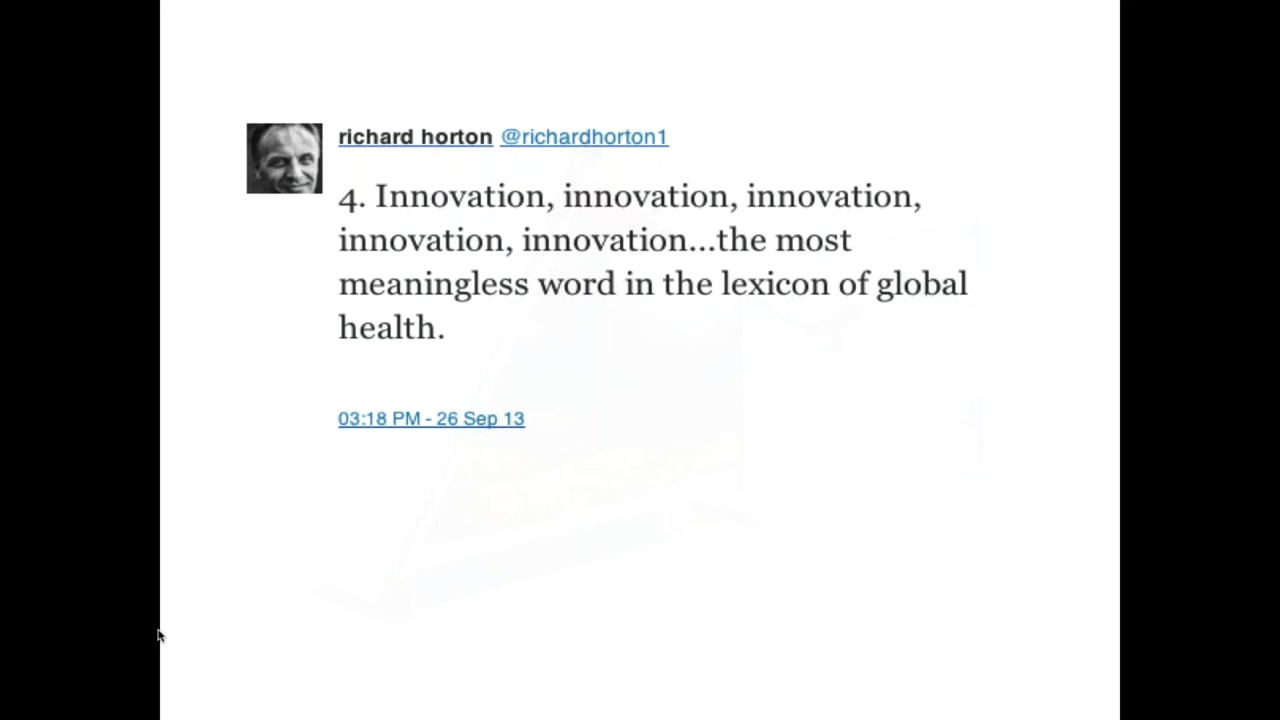 richard horton @richardhorton1
4. Innovation, innovation, innovation,
innovation, innovation...the most
meaningless word in the lexicon of global
health.
03:18 PM - 26 Sep 13